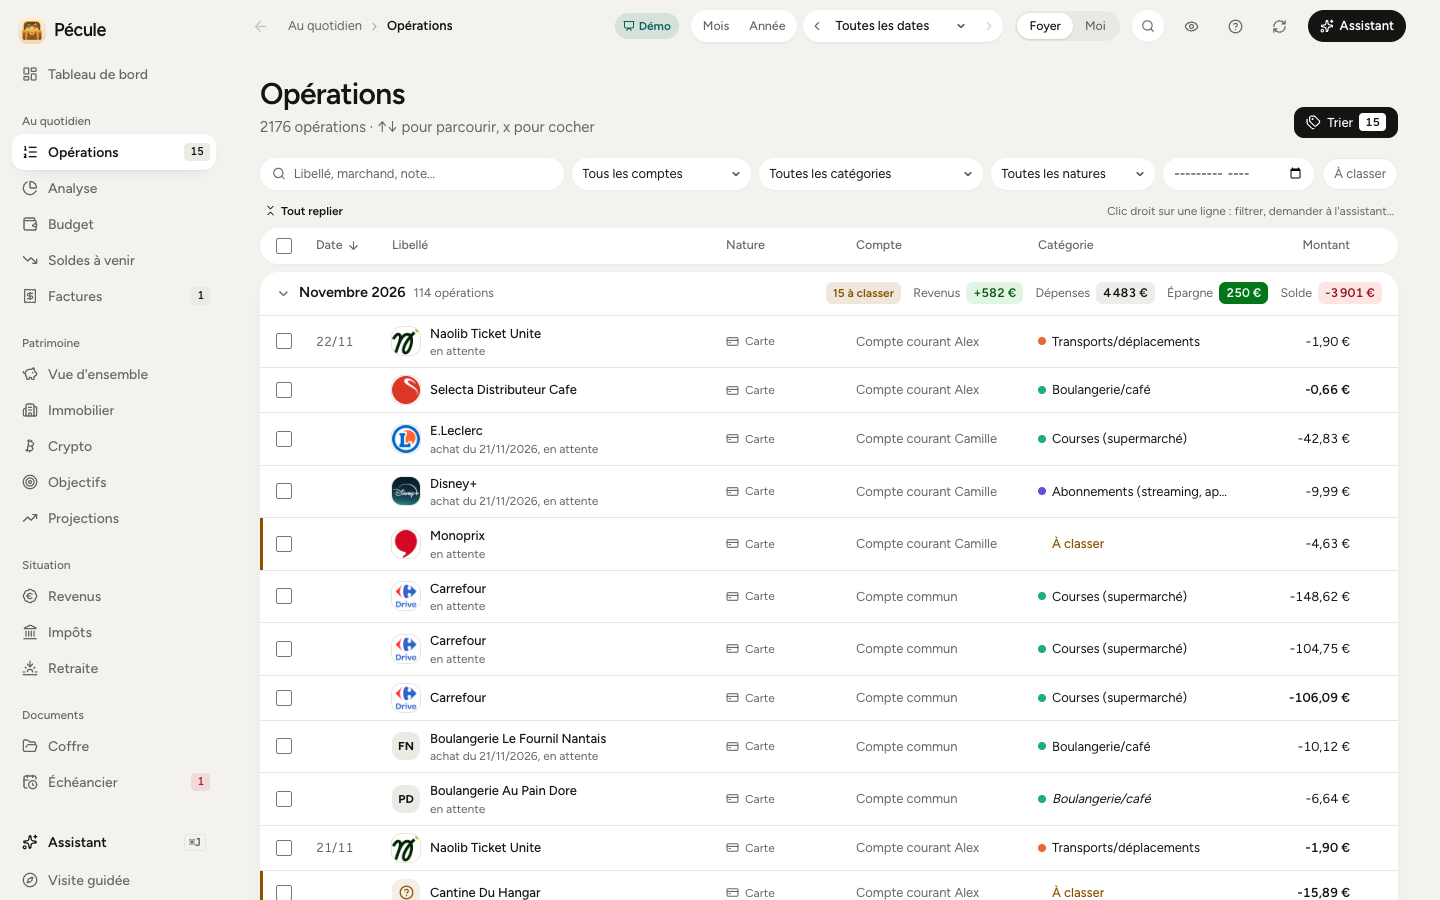 Pécule
Au quotidien > Opérations
Démo
Mois Année
Toutes les dates
Foyer Moi
Assistant
Tableau de bord
Au quotidien
Opérations 15
Analyse
Budget
Soldes à venir
Factures 1
Patrimoine
Vue d'ensemble
Immobilier
Crypto
Objectifs
Projections
Situation
Revenus
Impôts
Retraite
Documents
Coffre
Échéancier 1
Assistant ⌘J
Visite guidée
Opérations
2176 opérations · ↑↓ pour parcourir, x pour cocher
Trier 15
Libellé, marchand, note...
Tous les comptes
Toutes les catégories
Toutes les natures
--------- ----
À classer
Tout replier
Clic droit sur une ligne : filtrer, demander à l'assistant...
Date ↓ Libellé Nature Compte Catégorie Montant
Novembre 2026 114 opérations 15 à classer Revenus +582 € Dépenses 4 483 € Épargne 250 € Solde -3 901 €
22/11 Naolib Ticket Unite Carte Compte courant Alex Transports/déplacements -1,90 €
en attente
Selecta Distributeur Cafe Carte Compte courant Alex Boulangerie/café -0,66 €
E.Leclerc Carte Compte courant Camille Courses (supermarché) -42,83 €
achat du 21/11/2026, en attente
Disney+ Carte Compte courant Camille Abonnements (streaming, ap... -9,99 €
achat du 21/11/2026, en attente
Monoprix Carte Compte courant Camille À classer -4,63 €
en attente
Drive Carrefour Carte Compte commun Courses (supermarché) -148,62 €
en attente
Drive Carrefour Carte Compte commun Courses (supermarché) -104,75 €
en attente
Drive Carrefour Carte Compte commun Courses (supermarché) -106,09 €
FN Boulangerie Le Fournil Nantais Carte Compte commun Boulangerie/café -10,12 €
achat du 21/11/2026, en attente
PD Boulangerie Au Pain Dore Carte Compte commun Boulangerie/café -6,64 €
en attente
21/11 Naolib Ticket Unite Carte Compte courant Alex Transports/déplacements -1,90 €
Cantine Du Hangar Carte Compte courant Alex À classer -15,89 €